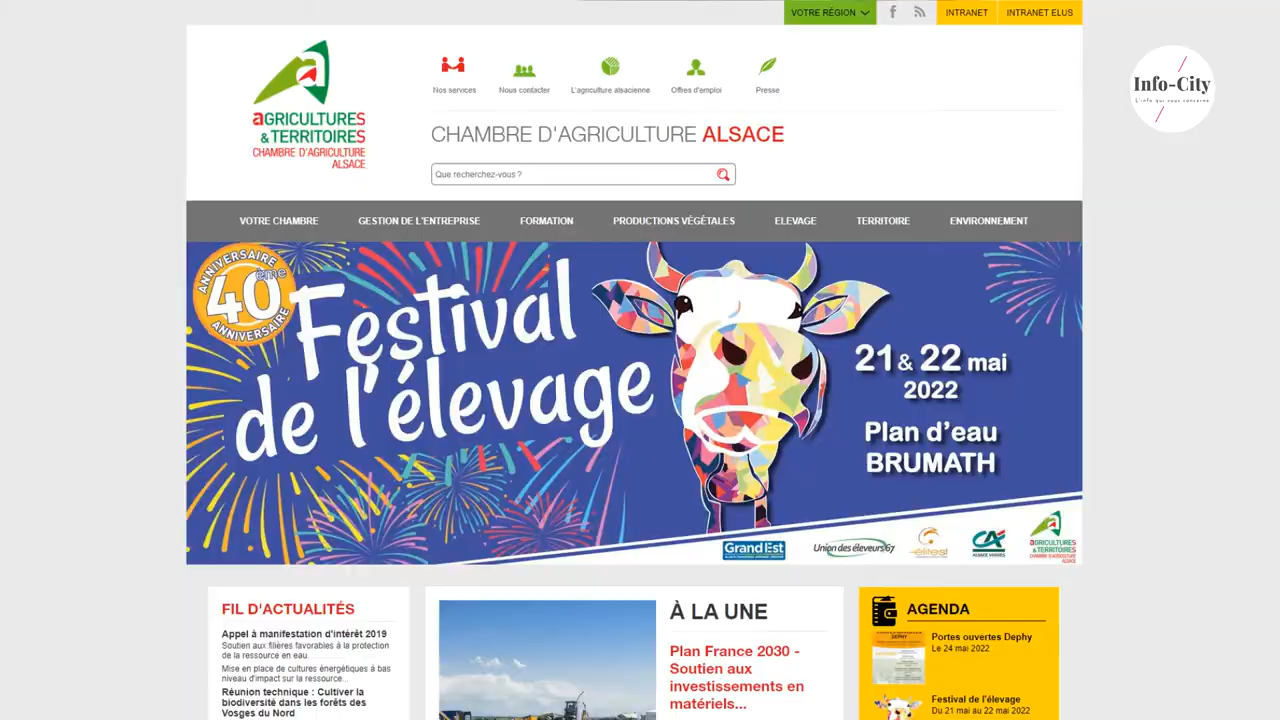 VOTRE RÉGION
INTRANET
INTRANET ELUS
Info-City
L'info qui vous concerne
Nos services
Nous contacter
L'agriculture alsacienne
Offres d'emploi
Presse
aGRICULTURES
& TERRITOIRES
CHAMBRE D'AGRICULTURE
ALSACE
CHAMBRE D'AGRICULTURE ALSACE
Que recherchez-vous ?
VOTRE CHAMBRE
GESTION DE L'ENTREPRISE
FORMATION
PRODUCTIONS VÉGÉTALES
ELEVAGE
TERRITOIRE
ENVIRONNEMENT
ANNIVERSAIRE
40ème
ANNIVERSAIRE
Festival
de l'élevage
21 & 22 mai
2022
Plan d'eau
BRUMATH
Grand Est
Union des éleveurs 67
elitest
CA
ALSACE VOSGES
aGRICULTURES
& TERRITOIRES
CHAMBRE D'AGRICULTURE
ALSACE
FIL D'ACTUALITÉS
Appel à manifestation d'intérêt 2019
Soutien aux filières favorables à la protection
de la ressource en eau.
Mise en place de cultures énergétiques à bas
niveau d'impact sur la ressource...
Réunion technique : Cultiver la
biodiversité dans les forêts des
Vosges du Nord
À LA UNE
Plan France 2030 -
Soutien aux
investissements en
matériels...
AGENDA
DEPHY
Portes ouvertes Dephy
Le 24 mai 2022
Festival de l'élevage
Du 21 mai au 22 mai 2022